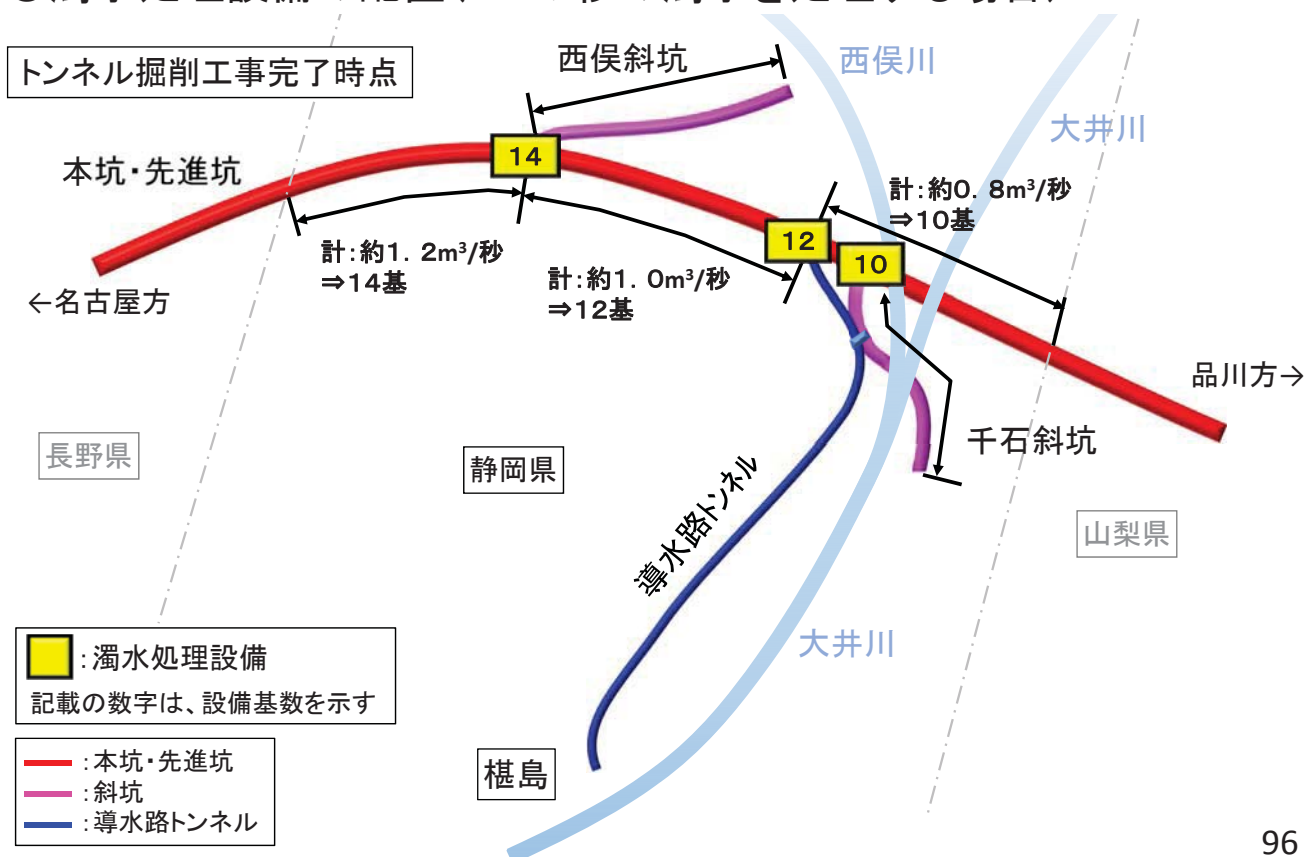 トンネル掘削工事完了時点
西俣斜坑
西俣川
大井川
本坑・先進坑
14
計：約0．8m³/秒
⇒10基
12
10
計：約1．2m³/秒
⇒14基
計：約1．0m³/秒
⇒12基
←名古屋方
品川方→
長野県
静岡県
千石斜坑
山梨県
導水路トンネル
大井川
：濁水処理設備
記載の数字は、設備基数を示す
椹島
：本坑・先進坑
：斜坑
：導水路トンネル
96